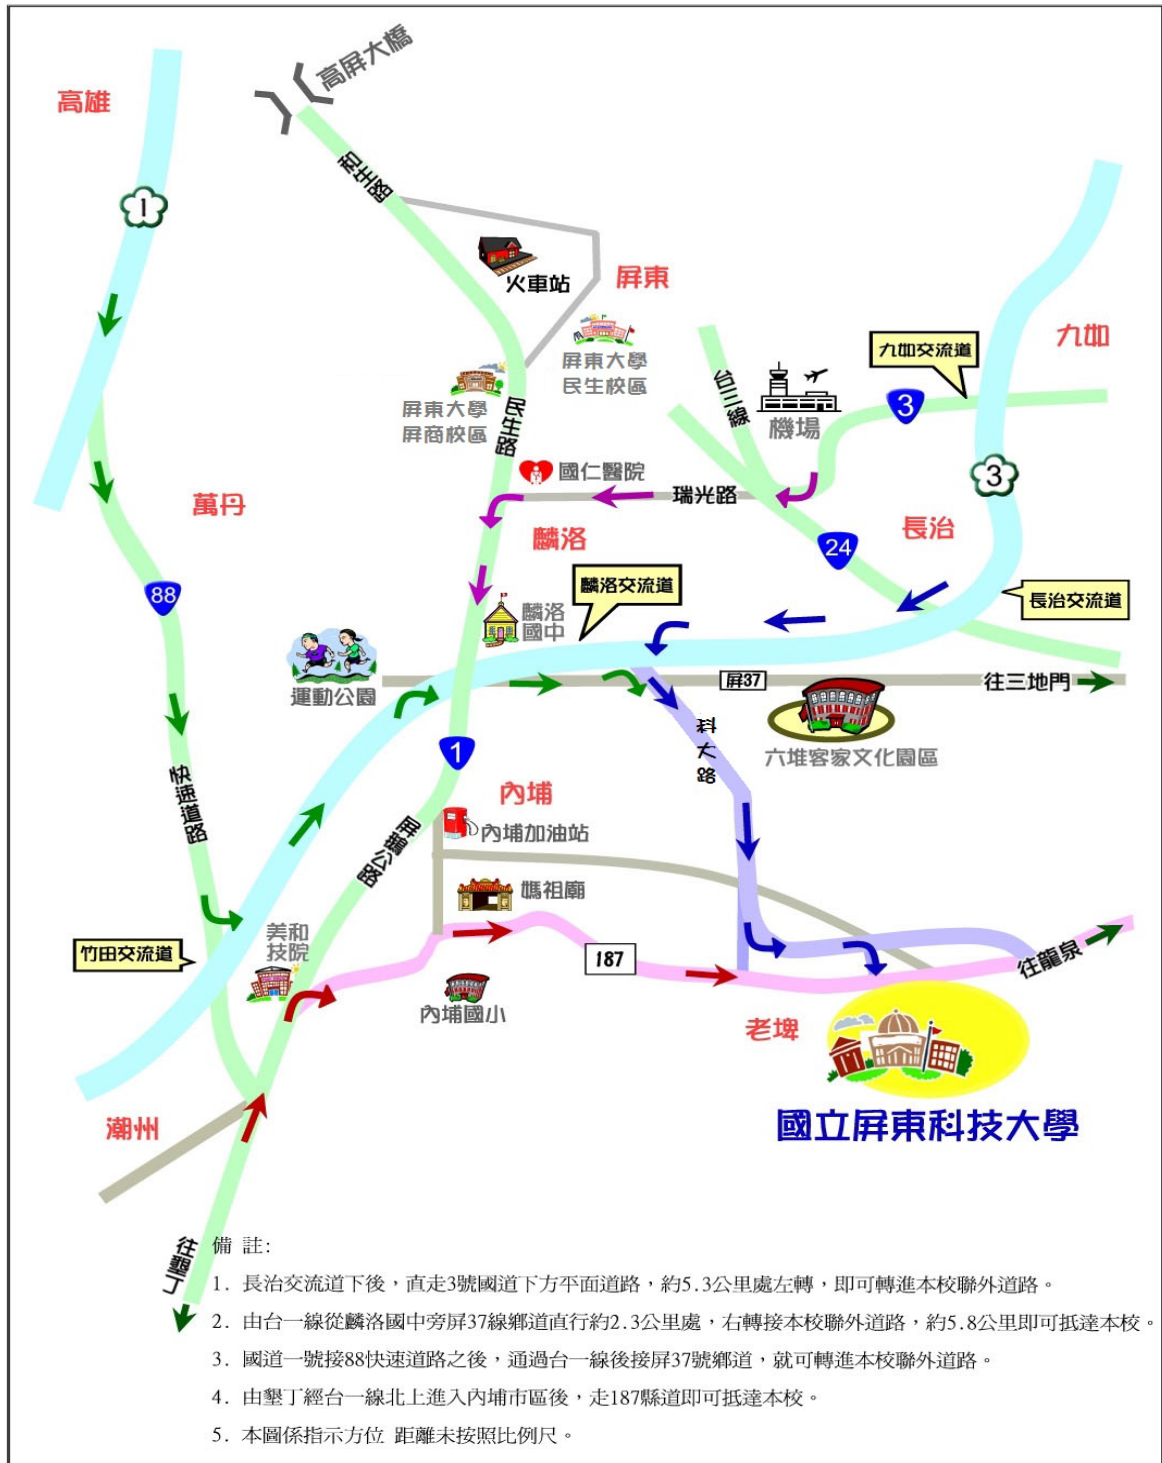 高屏大橋
高雄
1
和生路
火車站
屏東
九如
屏東大學
民生校區
九如交流道
台三線
3
機場
屏東大學
屏商校區
民生路
國仁醫院
瑞光路
3
萬丹
麟洛
長治
24
88
麟洛交流道
長治交流道
麟洛
國中
運動公園
屏37
往三地門
科大路
六堆客家文化園區
1
快速道路
內埔
屏鵝公路
內埔加油站
媽祖廟
美和
技院
竹田交流道
187
往龍泉
內埔國小
老埤
潮州
國立屏東科技大學
往墾丁
備 註:
1. 長治交流道下後，直走3號國道下方平面道路，約5.3公里處左轉，即可轉進本校聯外道路。
2. 由台一線從麟洛國中旁屏37線鄉道直行約2.3公里處，右轉接本校聯外道路，約5.8公里即可抵達本校。
3. 國道一號接88快速道路之後，通過台一線後接屏37號鄉道，就可轉進本校聯外道路。
4. 由墾丁經台一線北上進入內埔市區後，走187縣道即可抵達本校。
5. 本圖係指示方位 距離未按照比例尺。